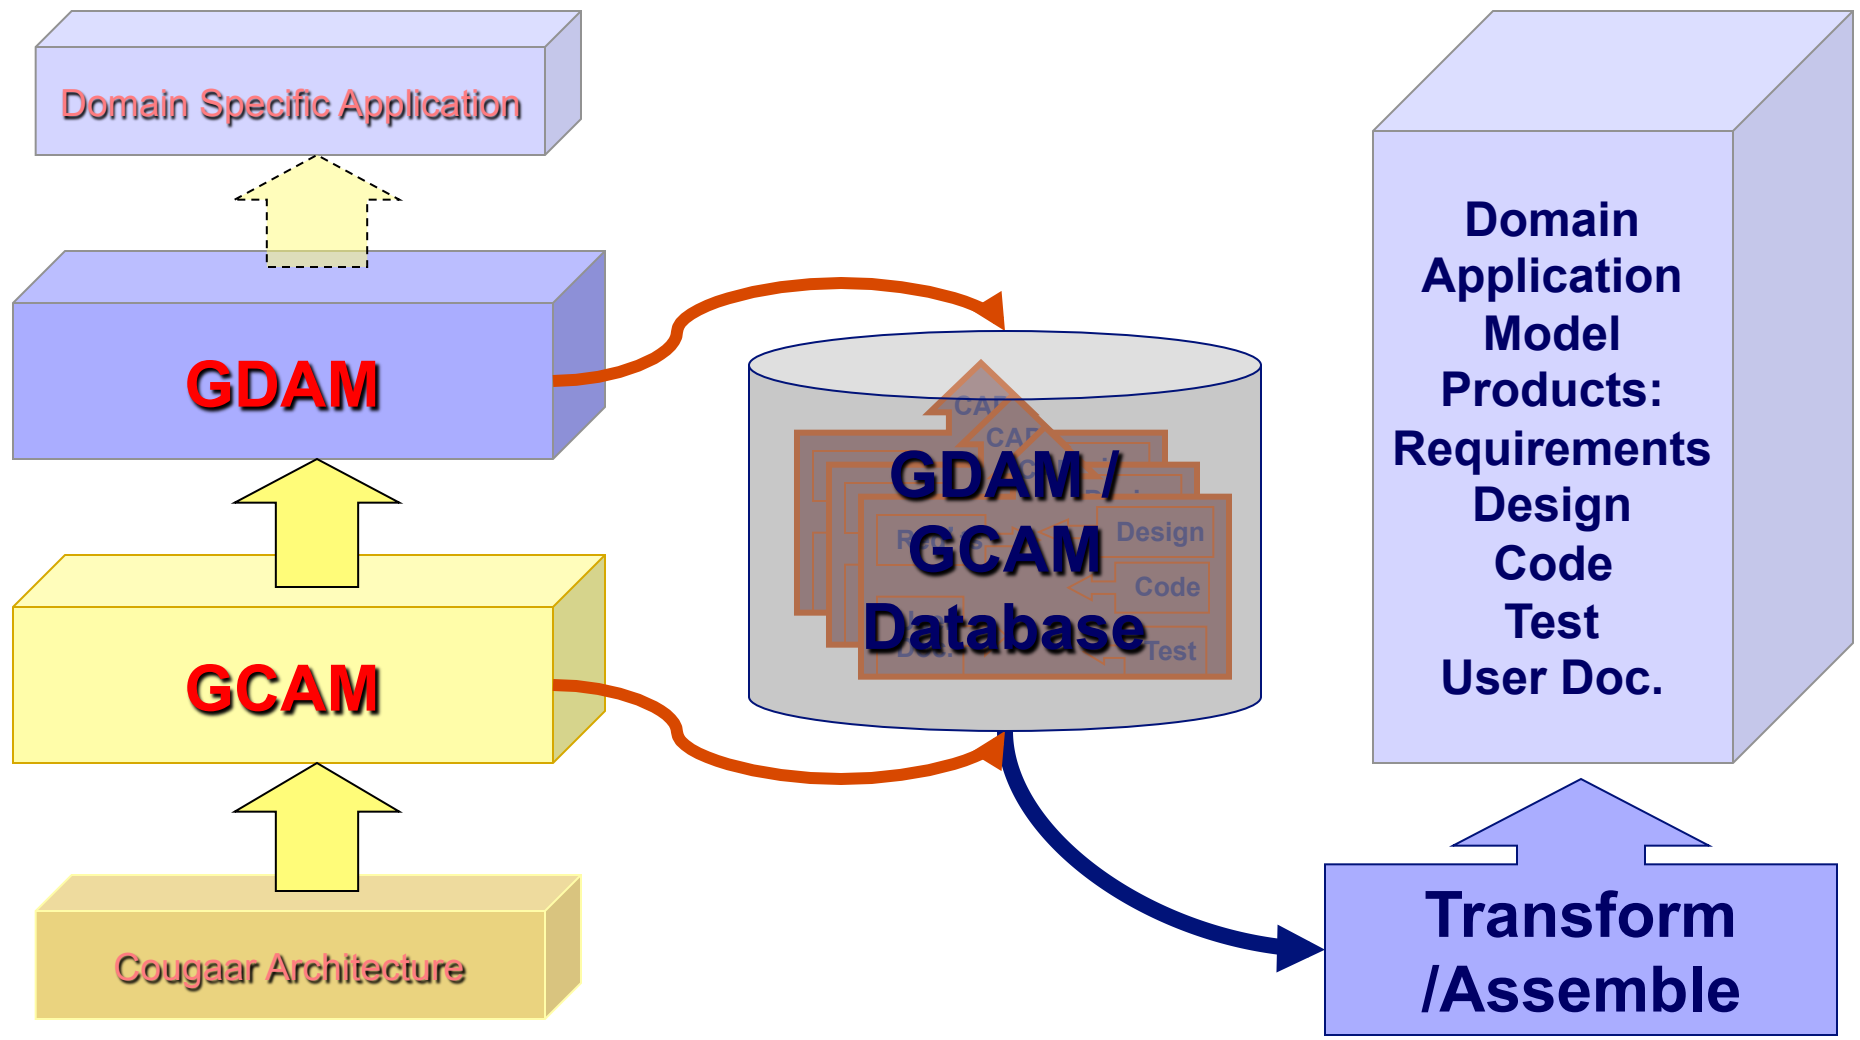 Domain Specific Application
GDAM
GCAM
Cougaar Architecture
GDAM /
GCAM
Database
Design
Code
Test
Doc.
Domain
Application
Model
Products:
Requirements
Design
Code
Test
User Doc.
Transform
/Assemble